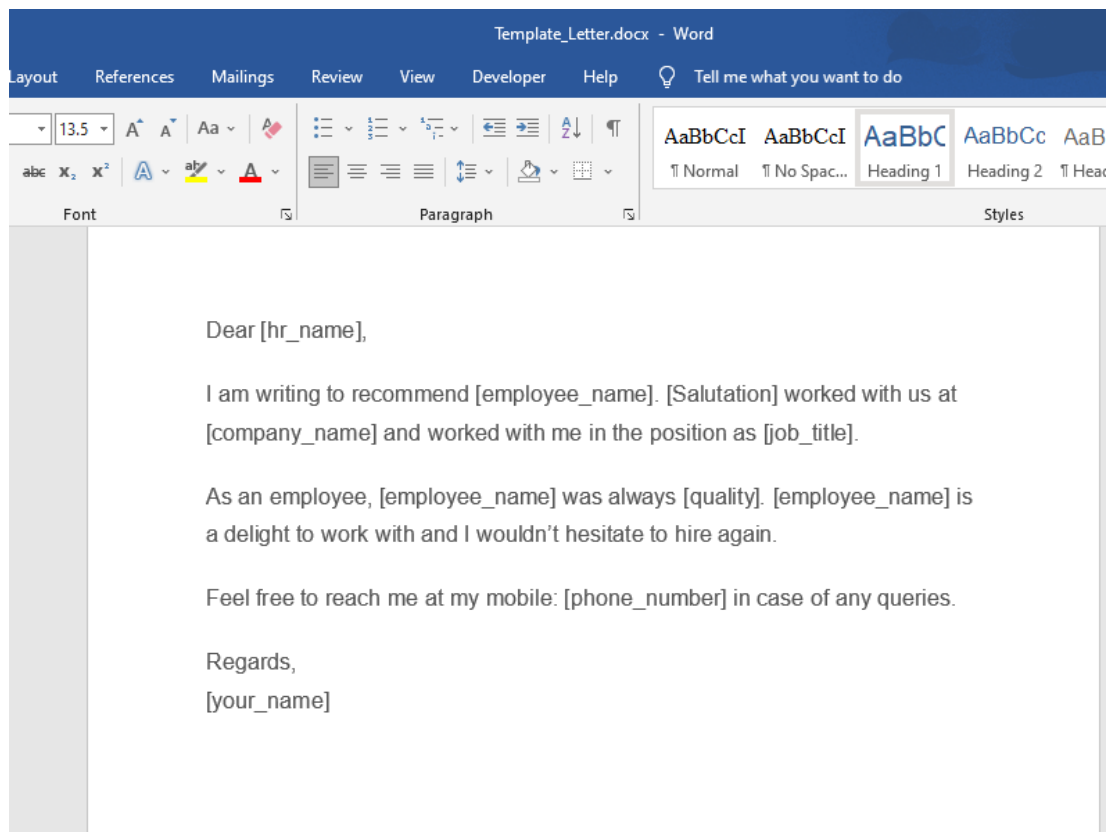 Template_Letter.docx - Word
Layout References Mailings Review View Developer Help Tell me what you want to do
13.5 A A Aa
abc x₂ x² A ab A
AaBbCcI AaBbCcI AaBbC AaBbCc AaB
¶ Normal ¶ No Spac... Heading 1 Heading 2 ¶ Head
Font Paragraph Styles
Dear [hr_name],
I am writing to recommend [employee_name]. [Salutation] worked with us at
[company_name] and worked with me in the position as [job_title].
As an employee, [employee_name] was always [quality]. [employee_name] is
a delight to work with and I wouldn’t hesitate to hire again.
Feel free to reach me at my mobile: [phone_number] in case of any queries.
Regards,
[your_name]